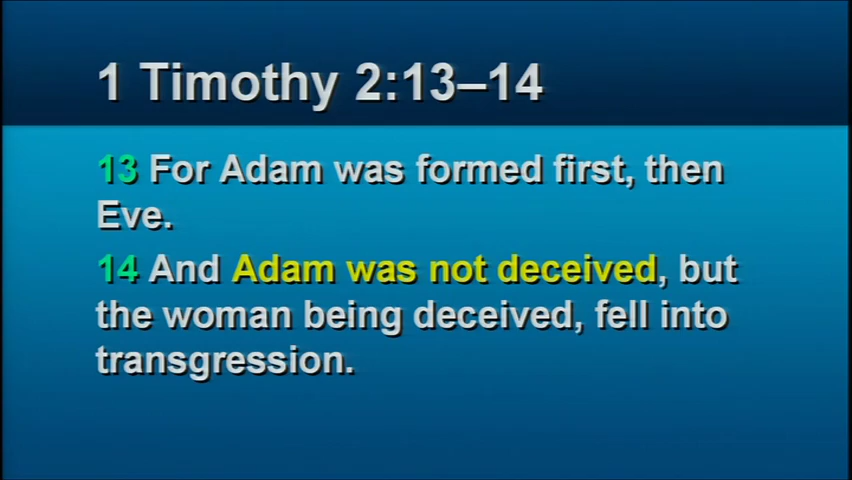 1 Timothy 2:13–14
13 For Adam was formed first, then
Eve.
14 And Adam was not deceived, but
the woman being deceived, fell into
transgression.